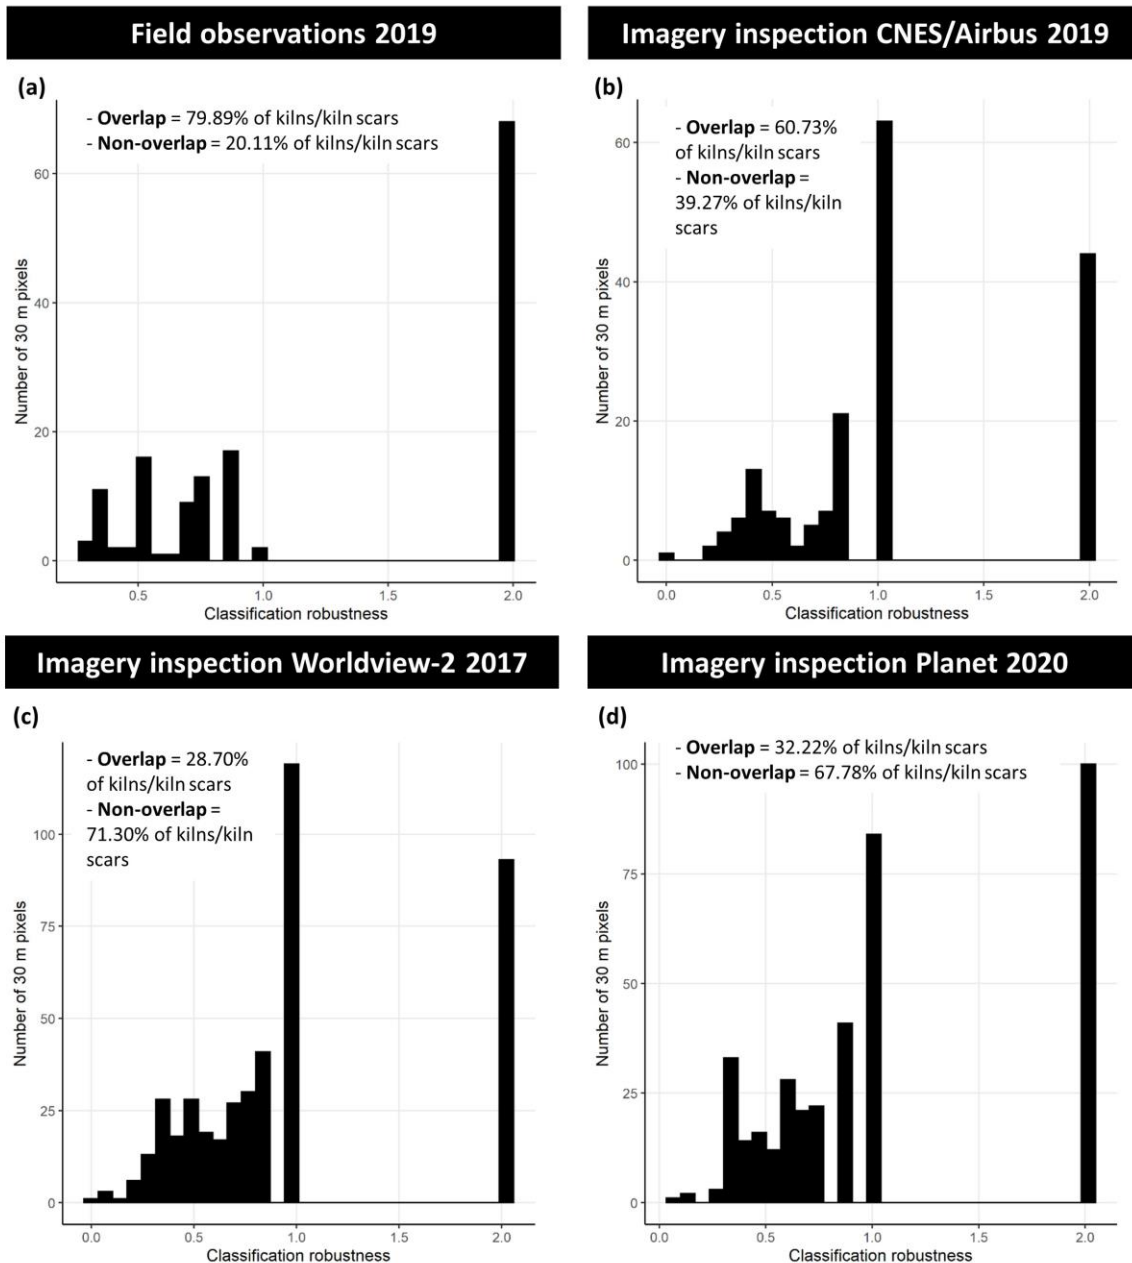 Field observations 2019
Imagery inspection CNES/Airbus 2019
(a)
- Overlap = 79.89% of kilns/kiln scars
- Non-overlap = 20.11% of kilns/kiln scars
Number of 30 m pixels
60
40
20
0
0.5
1.0
1.5
2.0
Classification robustness
(b)
- Overlap = 60.73%
of kilns/kiln scars
- Non-overlap =
39.27% of kiln/kiln
scars
Number of 30 m pixels
60
40
20
0
0.0
0.5
1.0
1.5
2.0
Classification robustness
Imagery inspection Worldview-2 2017
Imagery inspection Planet 2020
(c)
- Overlap = 28.70%
of kilns/kiln scars
- Non-overlap =
71.30% of kilns/kiln
scars
Number of 30 m pixels
100
75
50
25
0
0.0
0.5
1.0
1.5
2.0
Classification robustness
(d)
- Overlap = 32.22% of kilns/kiln scars
- Non-overlap = 67.78% of kilns/kiln scars
Number of 30 m pixels
100
75
50
25
0
0.0
0.5
1.0
1.5
2.0
Classification robustness